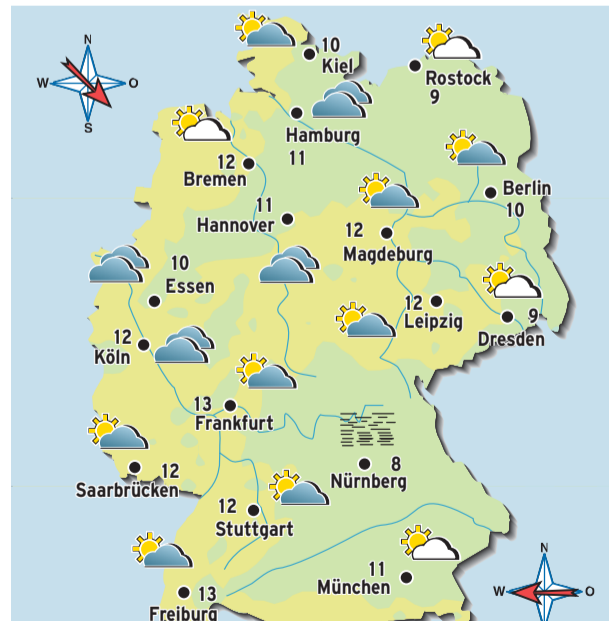 N
W O
S
10
Kiel
Rostock
9
Hamburg
11
12
Bremen
Berlin
10
11
Hannover
12
Magdeburg
10
Essen
12
Leipzig
9
Dresden
12
Köln
13
Frankfurt
12
Saarbrücken
8
Nürnberg
12
Stuttgart
11
München
13
Freiburg
N
W O
S